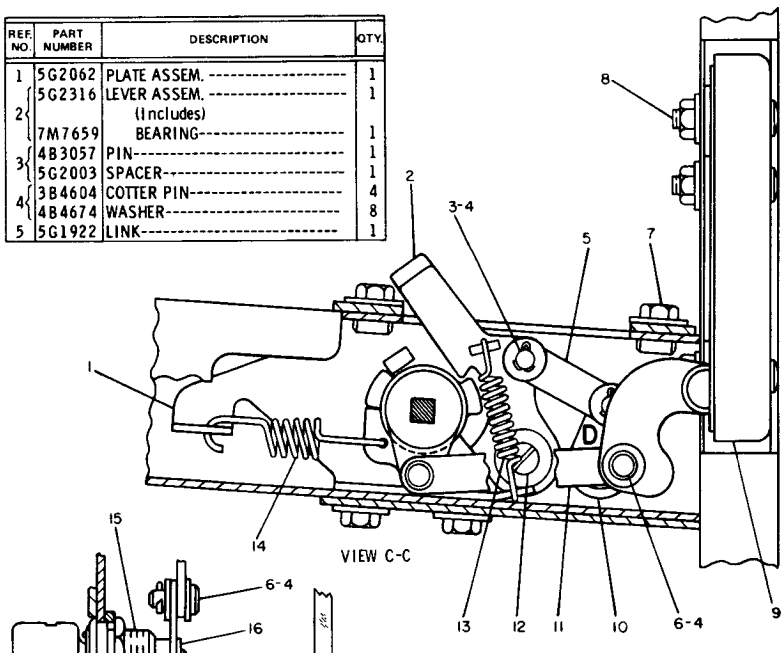 REF. NO. PART NUMBER DESCRIPTION QTY.
1 5G2062 PLATE ASSEM. 1
2 5G2316 LEVER ASSEM. 1
(Includes)
7M7659 BEARING 1
3 4B3057 PIN 1
5G2003 SPACER 1
4 3B4604 COTTER PIN 4
4B4674 WASHER 8
5 5G1922 LINK 1
8
2
3-4
5
7
1
D
14
VIEW C-C
13
12
11
10
6-4
9
15
6-4
16